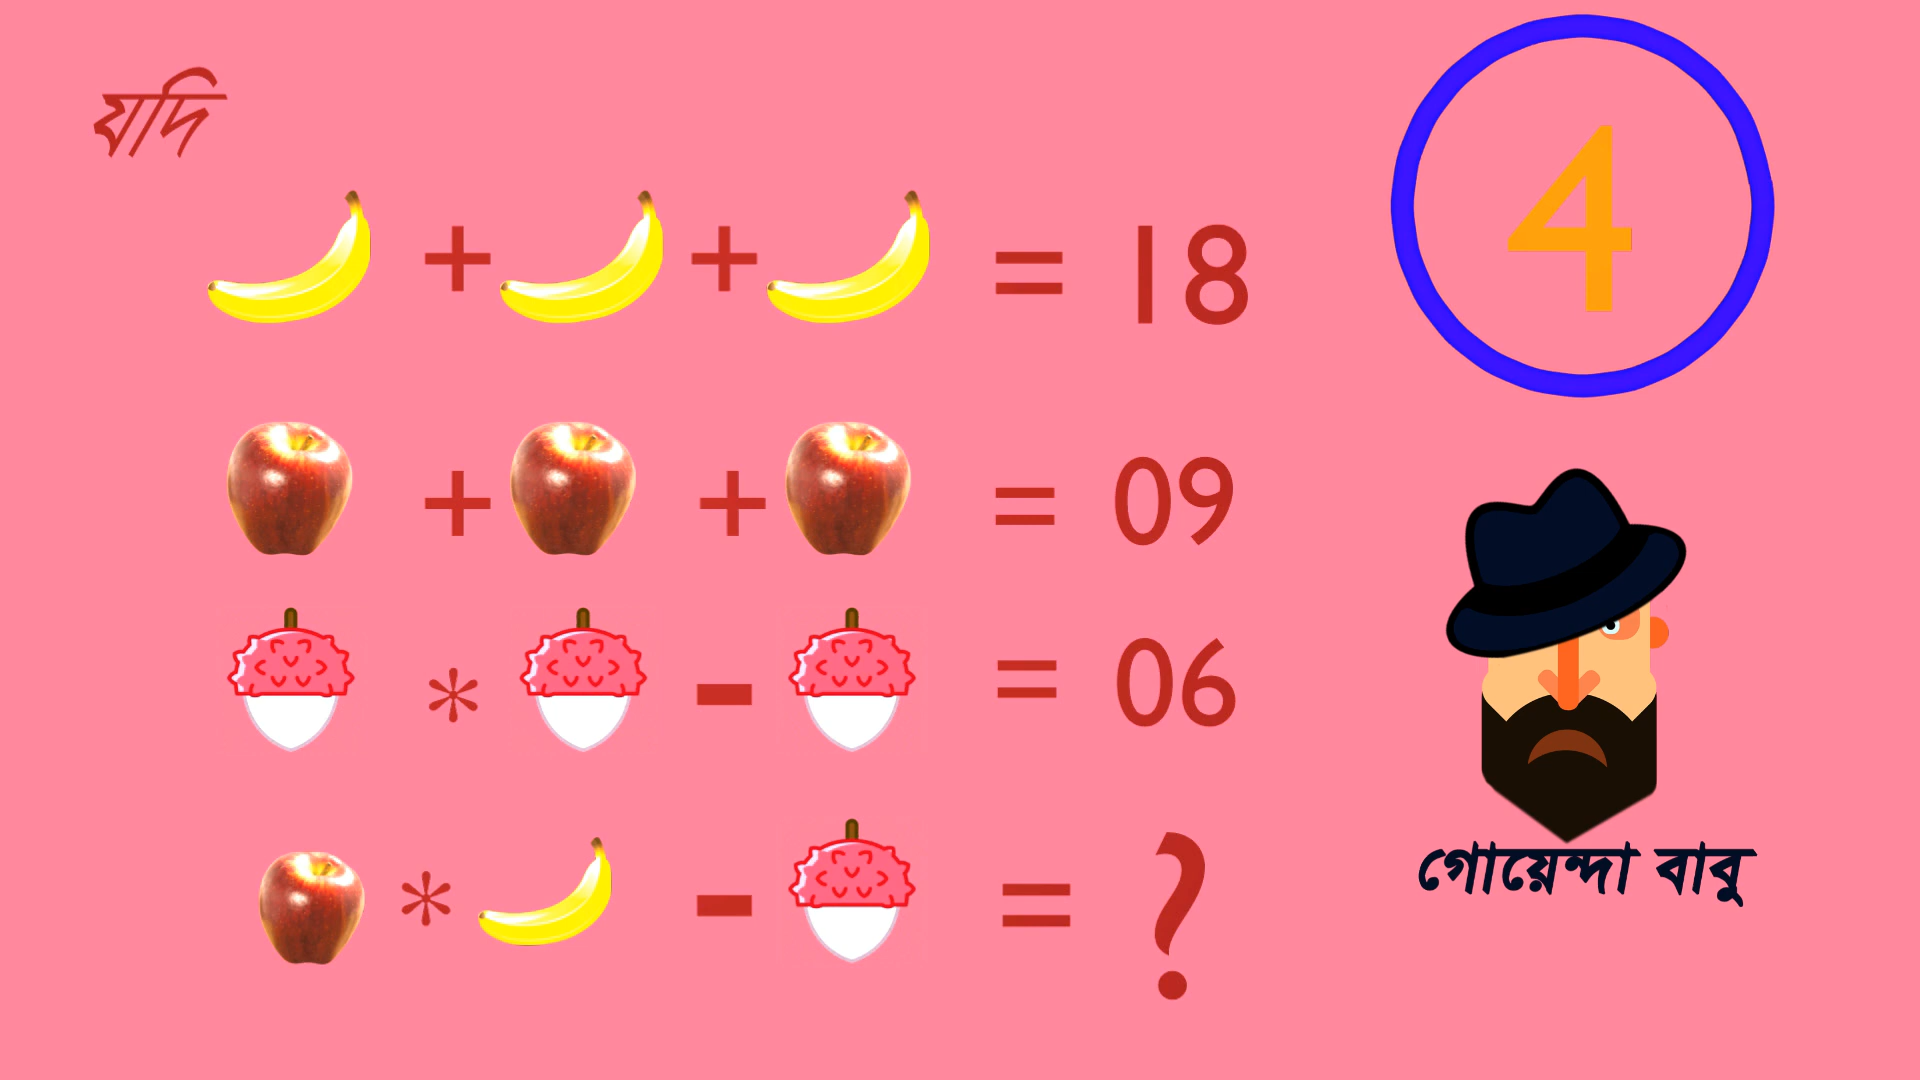 যদি
4
+ + = 18
+ + = 09
* - = 06
* - = ?
গোয়েন্দা বাবু